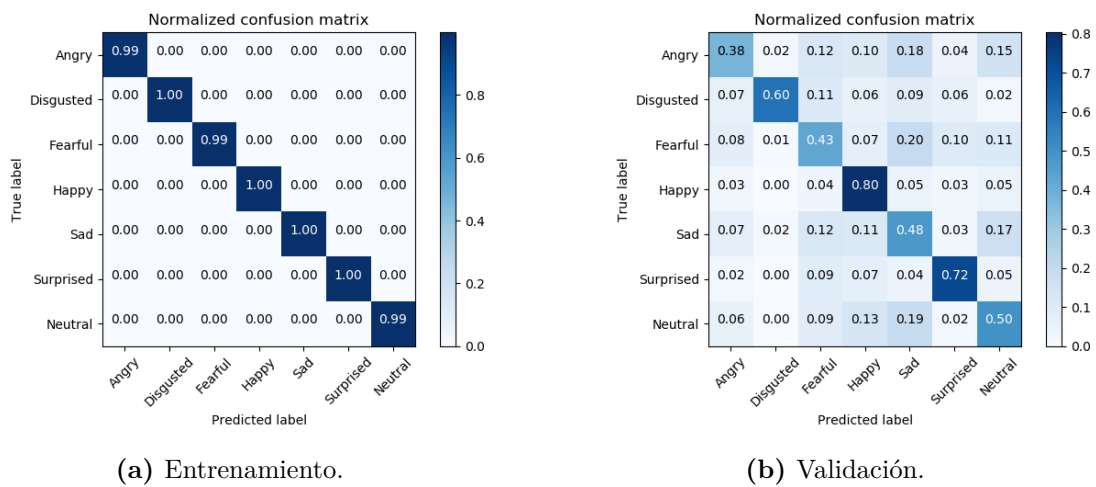 Normalized confusion matrix
True label
Angry 0.99 0.00 0.00 0.00 0.00 0.00 0.00
Disgusted 0.00 1.00 0.00 0.00 0.00 0.00 0.00
Fearful 0.00 0.00 0.99 0.00 0.00 0.00 0.00
Happy 0.00 0.00 0.00 1.00 0.00 0.00 0.00
Sad 0.00 0.00 0.00 0.00 1.00 0.00 0.00
Surprised 0.00 0.00 0.00 0.00 0.00 1.00 0.00
Neutral 0.00 0.00 0.00 0.00 0.00 0.00 0.99
Angry Disgusted Fearful Happy Sad Surprised Neutral
Predicted label
0.8
0.6
0.4
0.2
0.0
(a) Entrenamiento.
Normalized confusion matrix
True label
Angry 0.38 0.02 0.12 0.10 0.18 0.04 0.15
Disgusted 0.07 0.60 0.11 0.06 0.09 0.06 0.02
Fearful 0.08 0.01 0.43 0.07 0.20 0.10 0.11
Happy 0.03 0.00 0.04 0.80 0.05 0.03 0.05
Sad 0.07 0.02 0.12 0.11 0.48 0.03 0.17
Surprised 0.02 0.00 0.09 0.07 0.04 0.72 0.05
Neutral 0.06 0.00 0.09 0.13 0.19 0.02 0.50
Angry Disgusted Fearful Happy Sad Surprised Neutral
Predicted label
0.8
0.7
0.6
0.5
0.4
0.3
0.2
0.1
0.0
(b) Validación.